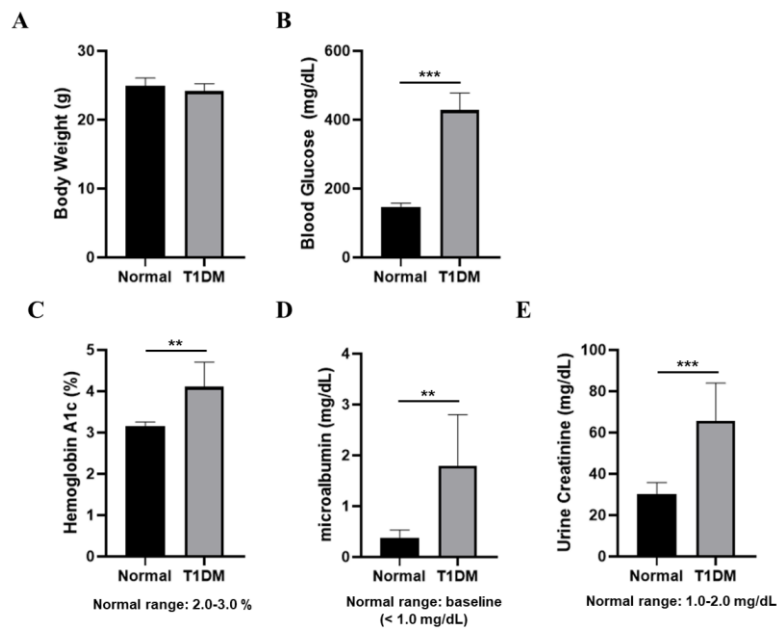 A
B
Body Weight (g)
30
20
10
0
Normal T1DM
Blood Glucose (mg/dL)
600
400
200
0
***
Normal T1DM
C
D
E
Hemoglobin A1c (%)
5
4
3
2
1
0
**
Normal T1DM
Normal range: 2.0-3.0 %
microalbumin (mg/dL)
4
3
2
1
0
**
Normal T1DM
Normal range: baseline
(< 1.0 mg/dL)
Urine Creatinine (mg/dL)
100
80
60
40
20
0
***
Normal T1DM
Normal range: 1.0-2.0 mg/dL